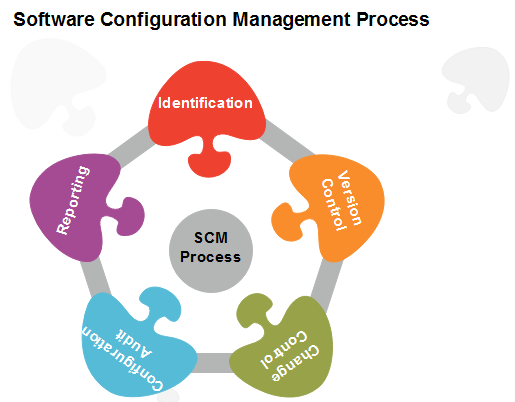 Software Configuration Management Process
Identification
Version
Control
Change
Control
Configuration
Audit
Reporting
SCM
Process